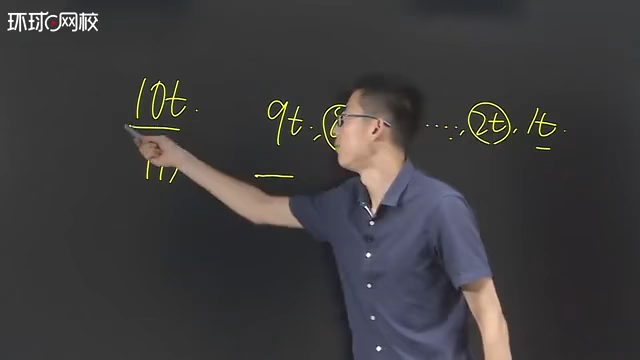 环球网校
10t. 9t, ..., 2t, 1t.